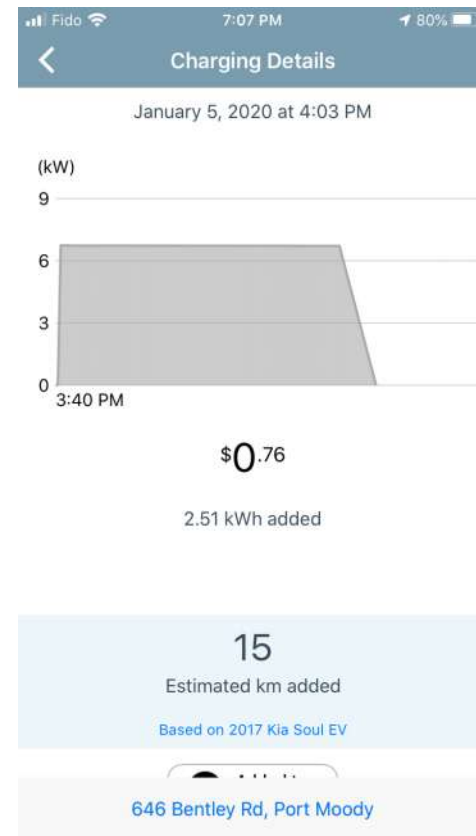 Fido 7:07 PM 80%
Charging Details
January 5, 2020 at 4:03 PM
(kW)
9
6
3
0
3:40 PM
$0.76
2.51 kWh added
15
Estimated km added
Based on 2017 Kia Soul EV
646 Bentley Rd, Port Moody